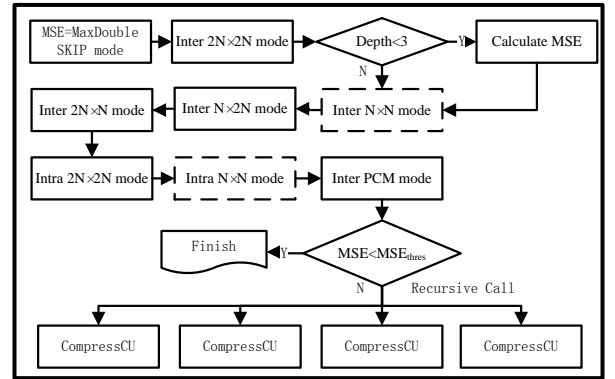 MSE=MaxDouble
SKIP mode
Inter 2N×2N mode
Depth<3
Y
Calculate MSE
N
Inter 2N×N mode
Inter N×2N mode
Inter N×N mode
Intra 2N×2N mode
Intra N×N mode
Inter PCM mode
Finish
Y
MSE<MSEthres
N
Recursive Call
CompressCU
CompressCU
CompressCU
CompressCU